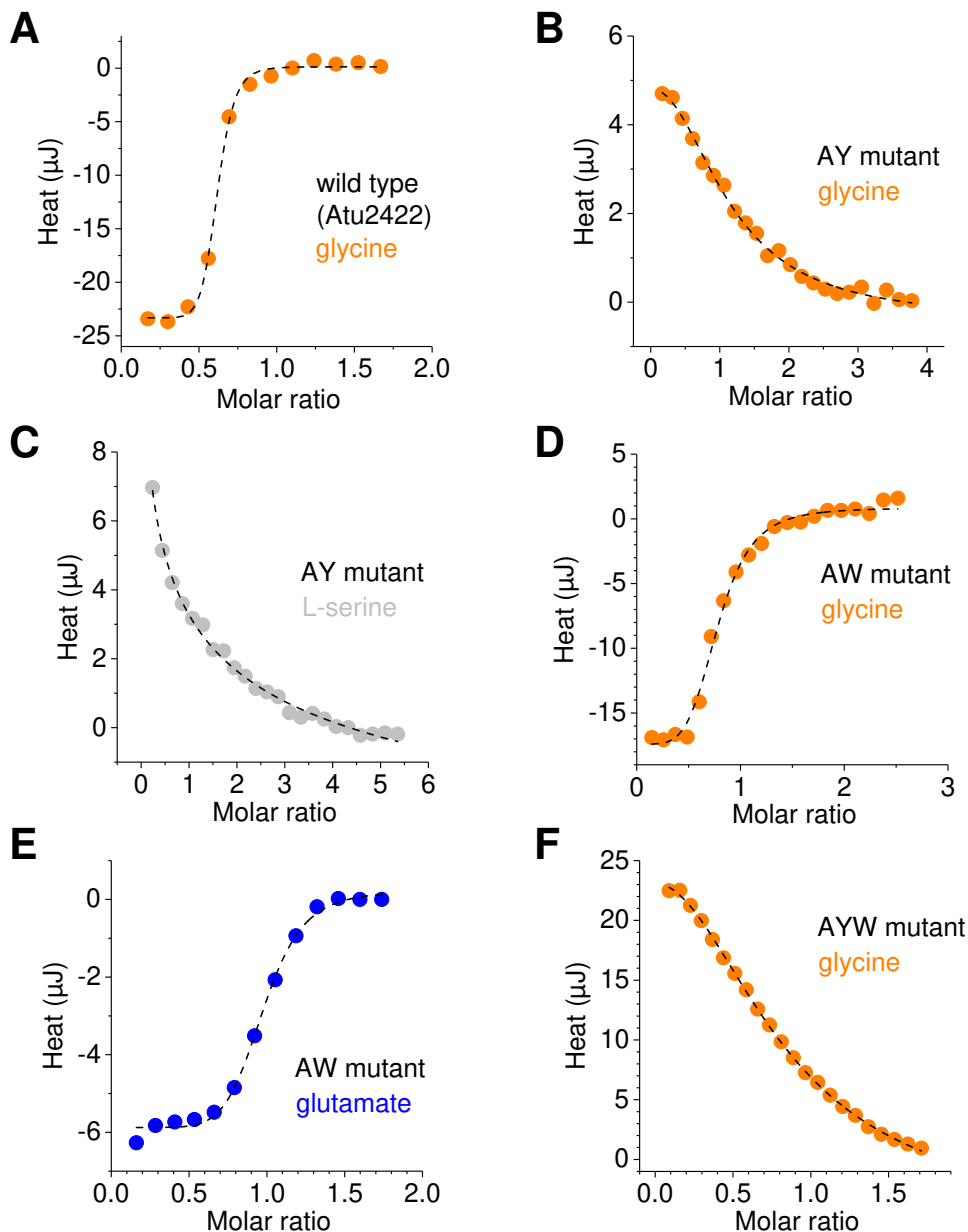 A
0
-5
-10
-15
-20
-25
Heat (µJ)
wild type
(Atu2422)
glycine
0.0 0.5 1.0 1.5 2.0
Molar ratio
B
6
4
2
0
Heat (µJ)
AY mutant
glycine
0 1 2 3 4
Molar ratio
C
8
6
4
2
0
Heat (µJ)
AY mutant
L-serine
0 1 2 3 4 5 6
Molar ratio
D
5
0
-5
-10
-15
Heat (µJ)
AW mutant
glycine
0 1 2 3
Molar ratio
E
0
-2
-4
-6
Heat (µJ)
AW mutant
glutamate
0.0 0.5 1.0 1.5 2.0
Molar ratio
F
25
20
15
10
5
0
Heat (µJ)
AYW mutant
glycine
0.0 0.5 1.0 1.5
Molar ratio